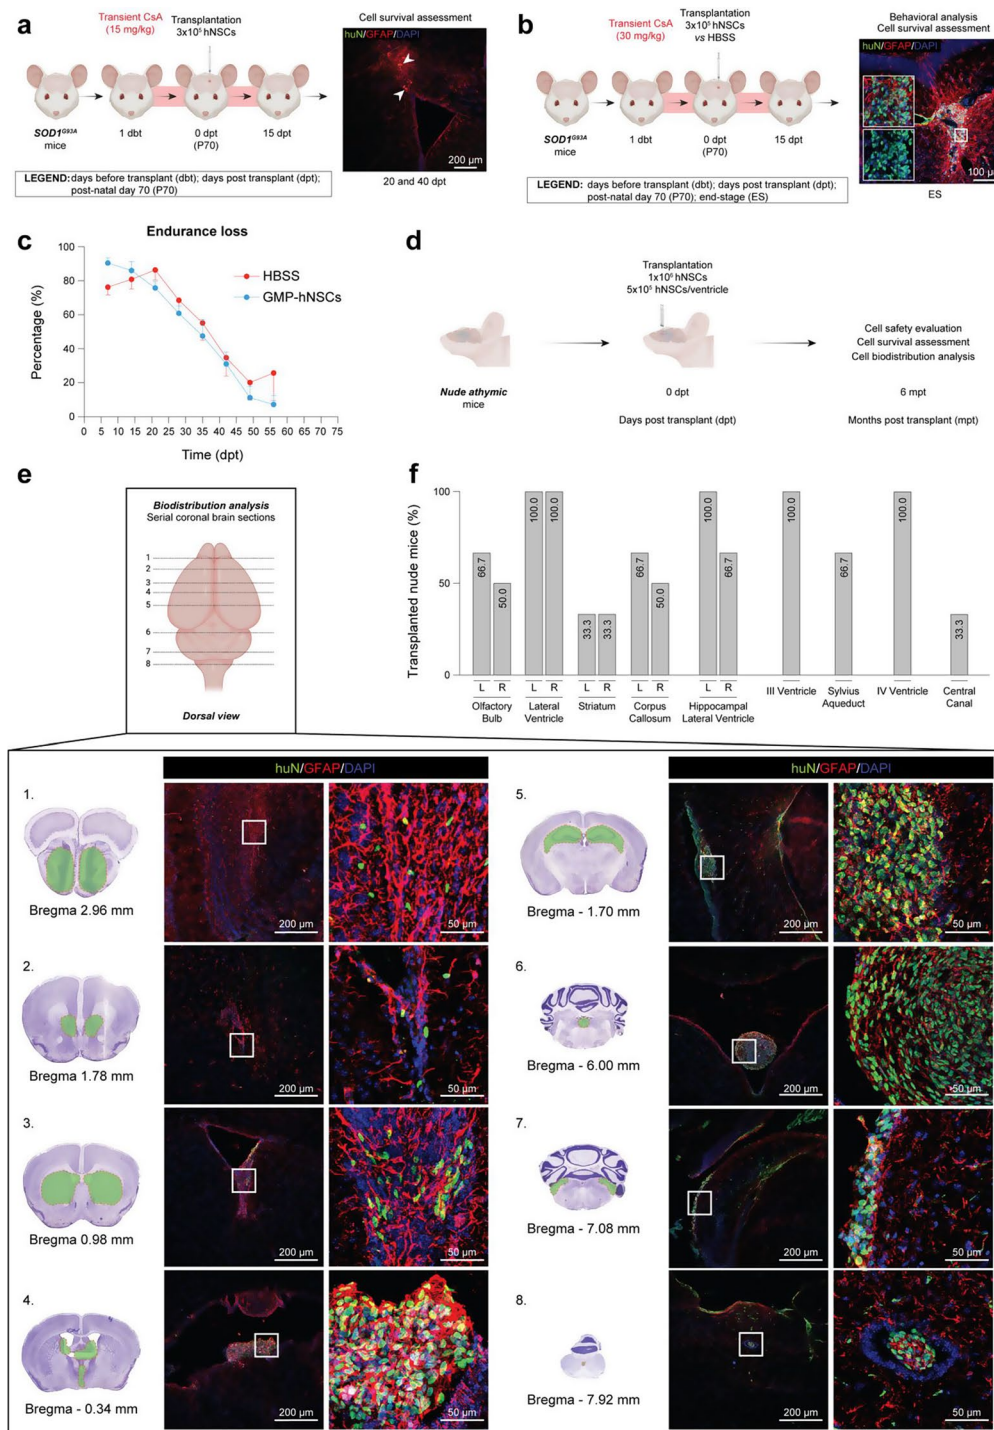 a
Transient CsA
(15 mg/kg)
Transplantation
3x10⁵ hNSCs
Cell survival assessment
huN/GFAP/DAPI
200 µm
SOD1ᴳ⁹³ᴬ
mice
1 dbt
0 dpt
(P70)
15 dpt
20 and 40 dpt
LEGEND: days before transplant (dbt); days post transplant (dpt);
post-natal day 70 (P70)
b
Transient CsA
(30 mg/kg)
Transplantation
3x10⁵ hNSCs
vs HBSS
Behavioral analysis
Cell survival assessment
huN/GFAP/DAPI
100 µm
SOD1ᴳ⁹³ᴬ
mice
1 dbt
0 dpt
(P70)
15 dpt
ES
LEGEND: days before transplant (dbt); days post transplant (dpt);
post-natal day 70 (P70); end-stage (ES)
c
Endurance loss
Percentage (%)
100
80
60
40
20
0
HBSS
GMP-hNSCs
0 5 10 15 20 25 30 35 40 45 50 55 60 65 70 75
Time (dpt)
d
Transplantation
1x10⁶ hNSCs
5x10⁵ hNSCs/ventricle
Cell safety evaluation
Cell survival assessment
Cell biodistribution analysis
Nude athymic
mice
0 dpt
6 mpt
Days post transplant (dpt)
Months post transplant (mpt)
e
Biodistribution analysis
Serial coronal brain sections
1
2
3
4
5
6
7
8
Dorsal view
f
Transplanted nude mice (%)
100
50
0
66.7
50.0
100.0
100.0
33.3
33.3
66.7
50.0
100.0
66.7
100.0
66.7
100.0
33.3
L R L R L R L R L R
Olfactory
Bulb
Lateral
Ventricle
Striatum
Corpus
Callosum
Hippocampal
Lateral Ventricle
III Ventricle
Sylvius
Aqueduct
IV Ventricle
Central
Canal
huN/GFAP/DAPI
1.
Bregma 2.96 mm
200 µm
50 µm
2.
Bregma 1.78 mm
200 µm
50 µm
3.
Bregma 0.98 mm
200 µm
50 µm
4.
Bregma - 0.34 mm
200 µm
50 µm
huN/GFAP/DAPI
5.
Bregma - 1.70 mm
200 µm
50 µm
6.
Bregma - 6.00 mm
200 µm
50 µm
7.
Bregma - 7.08 mm
200 µm
50 µm
8.
Bregma - 7.92 mm
200 µm
50 µm